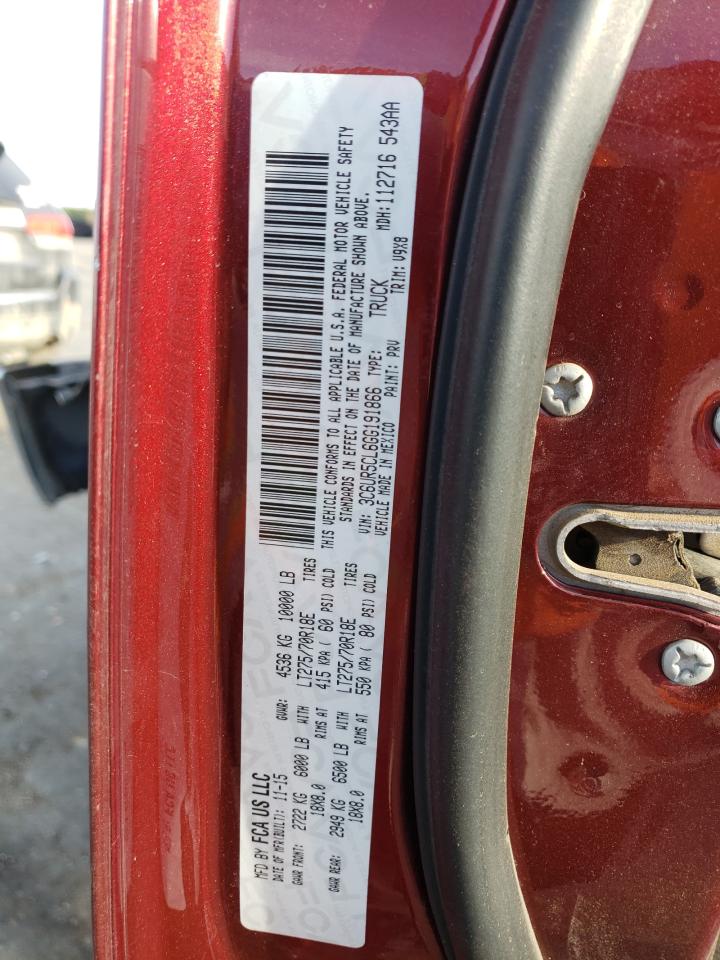 MFD BY FCA US LLC
DATE OF MFR(BUILT): 11-15 GVWR: 4536 KG 10000 LB
GAWR FRONT: 2722 KG 6000 LB WITH LT275/70R18E TIRES
18X8.0 RIMS AT 415 KPA ( 60 PSI) COLD
GAWR REAR: 2949 KG 6500 LB WITH LT275/70R18E TIRES
18X8.0 RIMS AT 550 KPA ( 80 PSI) COLD
THIS VEHICLE CONFORMS TO ALL APPLICABLE U.S.A. FEDERAL MOTOR VEHICLE SAFETY
STANDARDS IN EFFECT ON THE DATE OF MANUFACTURE SHOWN ABOVE.
VIN: 3C6UR5CL6GG191866 TYPE: TRUCK MDH:112716 543AA
VEHICLE MADE IN MEXICO PAINT: PRV TRIM: V9X8